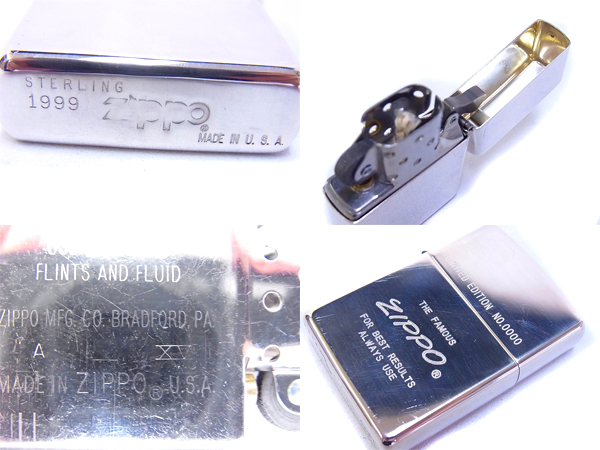 STERLING
1999 zippo®
MADE IN U.S.A.
FLINTS AND FLUID
ZIPPO MFG. CO. BRADFORD, PA.
A XV
MADE IN ZIPPO® U.S.A.
EDITION NO.0000
THE FAMOUS
ZIPPO®
FOR BEST RESULTS
ALWAYS USE